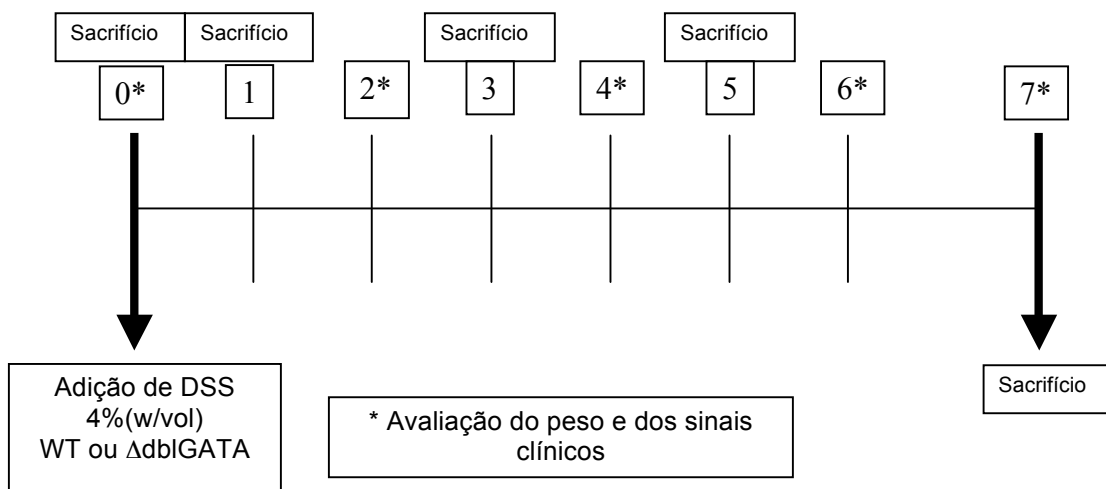 Sacrifício Sacrifício Sacrifício Sacrifício
0* 1 2* 3 4* 5 6* 7*
Adição de DSS
4%(w/vol)
WT ou ΔdblGATA
* Avaliação do peso e dos sinais
clínicos
Sacrifício